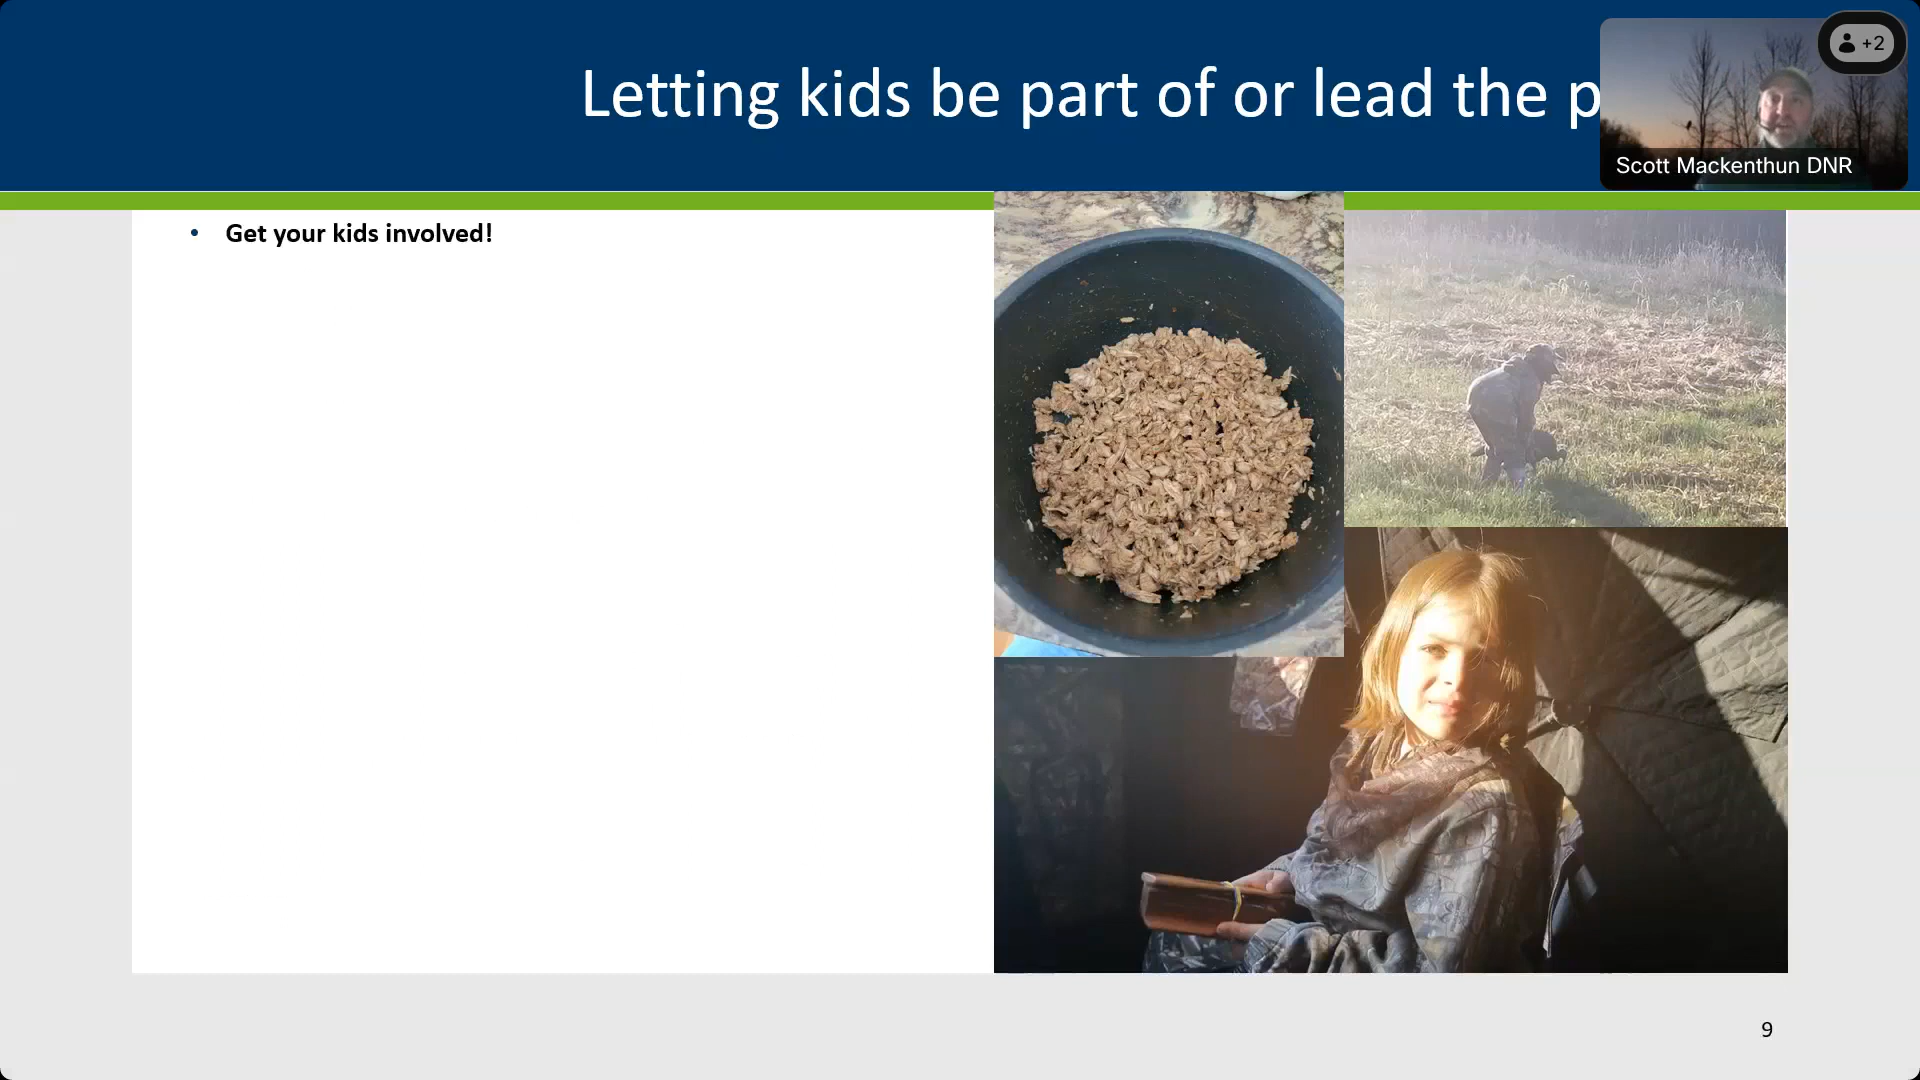 Letting kids be part of or lead the p
+2
Scott Mackenthun DNR
• Get your kids involved!
9